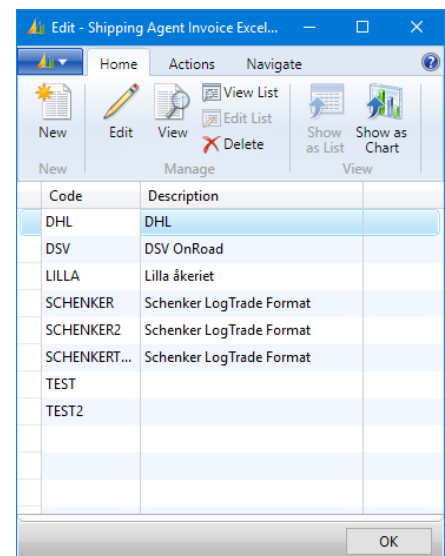 Edit - Shipping Agent Invoice Excel...
Home Actions Navigate
New
Edit
View
View List
Edit List
Delete
Show as List
Show as Chart
New Manage View
Code Description
DHL DHL
DSV DSV OnRoad
LILLA Lilla åkeriet
SCHENKER Schenker LogTrade Format
SCHENKER2 Schenker LogTrade Format
SCHENKERT... Schenker LogTrade Format
TEST
TEST2
OK